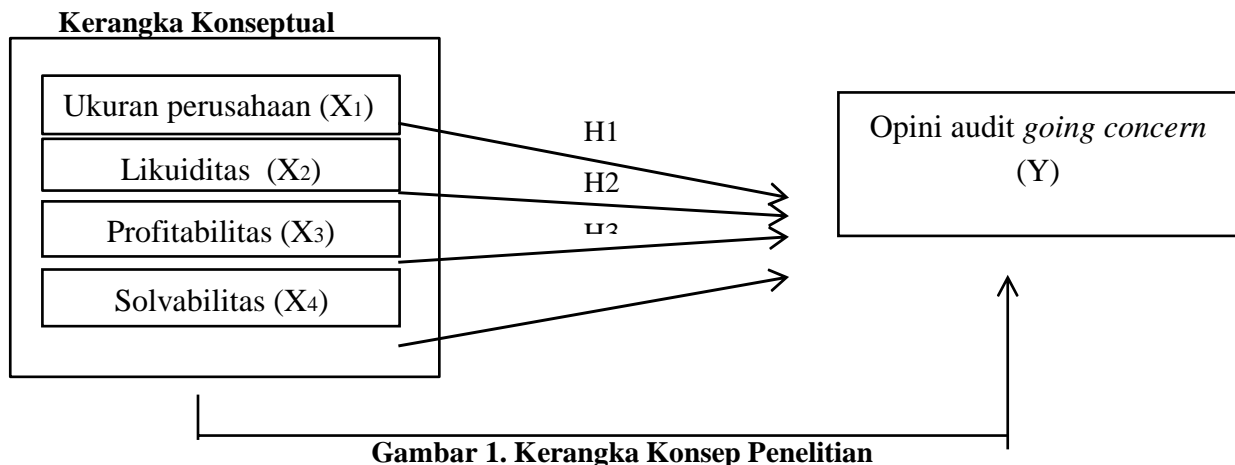 Kerangka Konseptual
Ukuran perusahaan (X1)
H1
Opini audit going concern
(Y)
Likuiditas (X2)
H2
Profitabilitas (X3)
H3
Solvabilitas (X4)
Gambar 1. Kerangka Konsep Penelitian